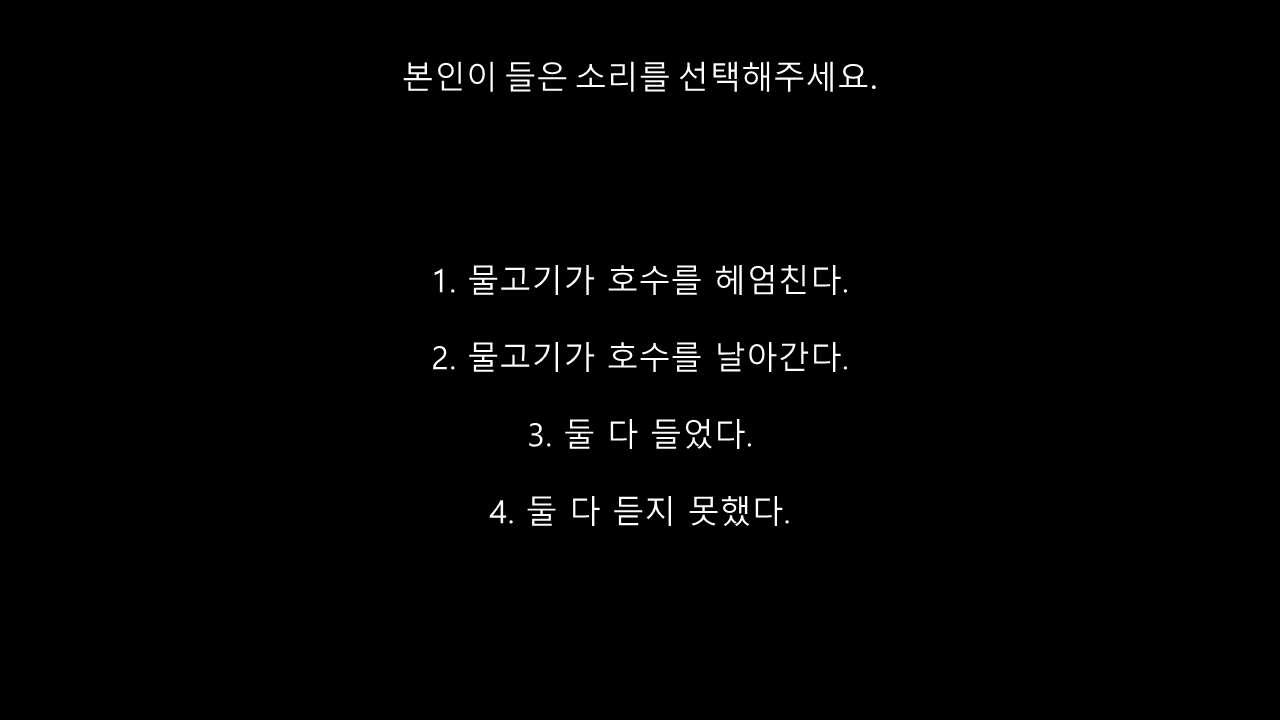 본인이 들은 소리를 선택해주세요.
1. 물고기가 호수를 헤엄친다.
2. 물고기가 호수를 날아간다.
3. 둘 다 들었다.
4. 둘 다 듣지 못했다.